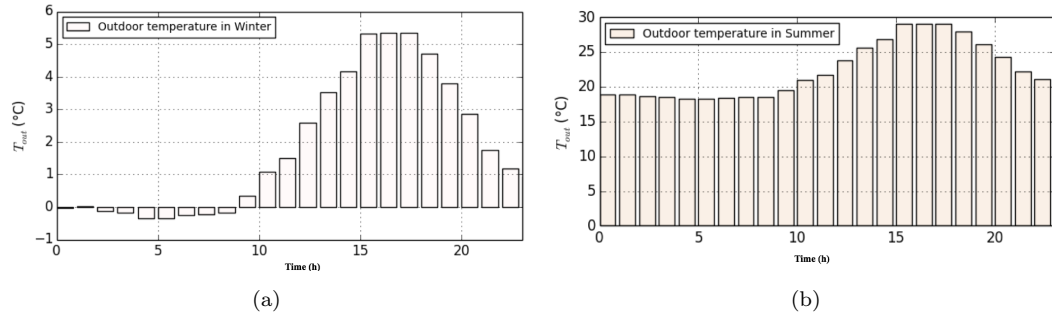 Outdoor temperature in Winter
T_out (°C)
6
5
4
3
2
1
0
−1
0 5 10 15 20
Time (h)
(a)
Outdoor temperature in Summer
T_out (°C)
30
25
20
15
10
5
0
0 5 10 15 20
Time (h)
(b)